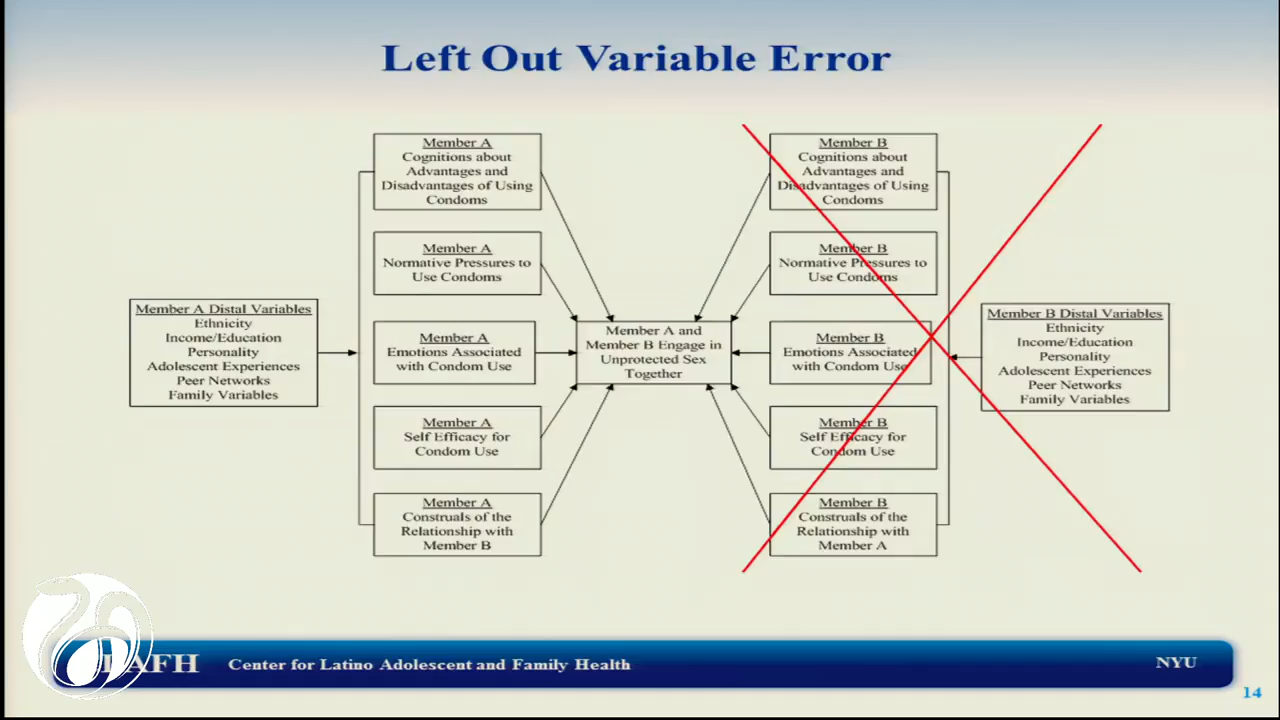 Left Out Variable Error
Member A
Cognitions about
Advantages and
Disadvantages of Using
Condoms
Member A
Normative Pressures to
Use Condoms
Member A
Emotions Associated
with Condom Use
Member A
Self Efficacy for
Condom Use
Member A
Construals of the
Relationship with
Member B
Member A Distal Variables
Ethnicity
Income/Education
Personality
Adolescent Experiences
Peer Networks
Family Variables
Member A and
Member B Engage in
Unprotected Sex
Together
Member B
Cognitions about
Advantages and
Disadvantages of Using
Condoms
Member B
Normative Pressures to
Use Condoms
Member B
Emotions Associated
with Condom Use
Member B
Self Efficacy for
Condom Use
Member B
Construals of the
Relationship with
Member A
Member B Distal Variables
Ethnicity
Income/Education
Personality
Adolescent Experiences
Peer Networks
Family Variables
Center for Latino Adolescent and Family Health
NYU
14